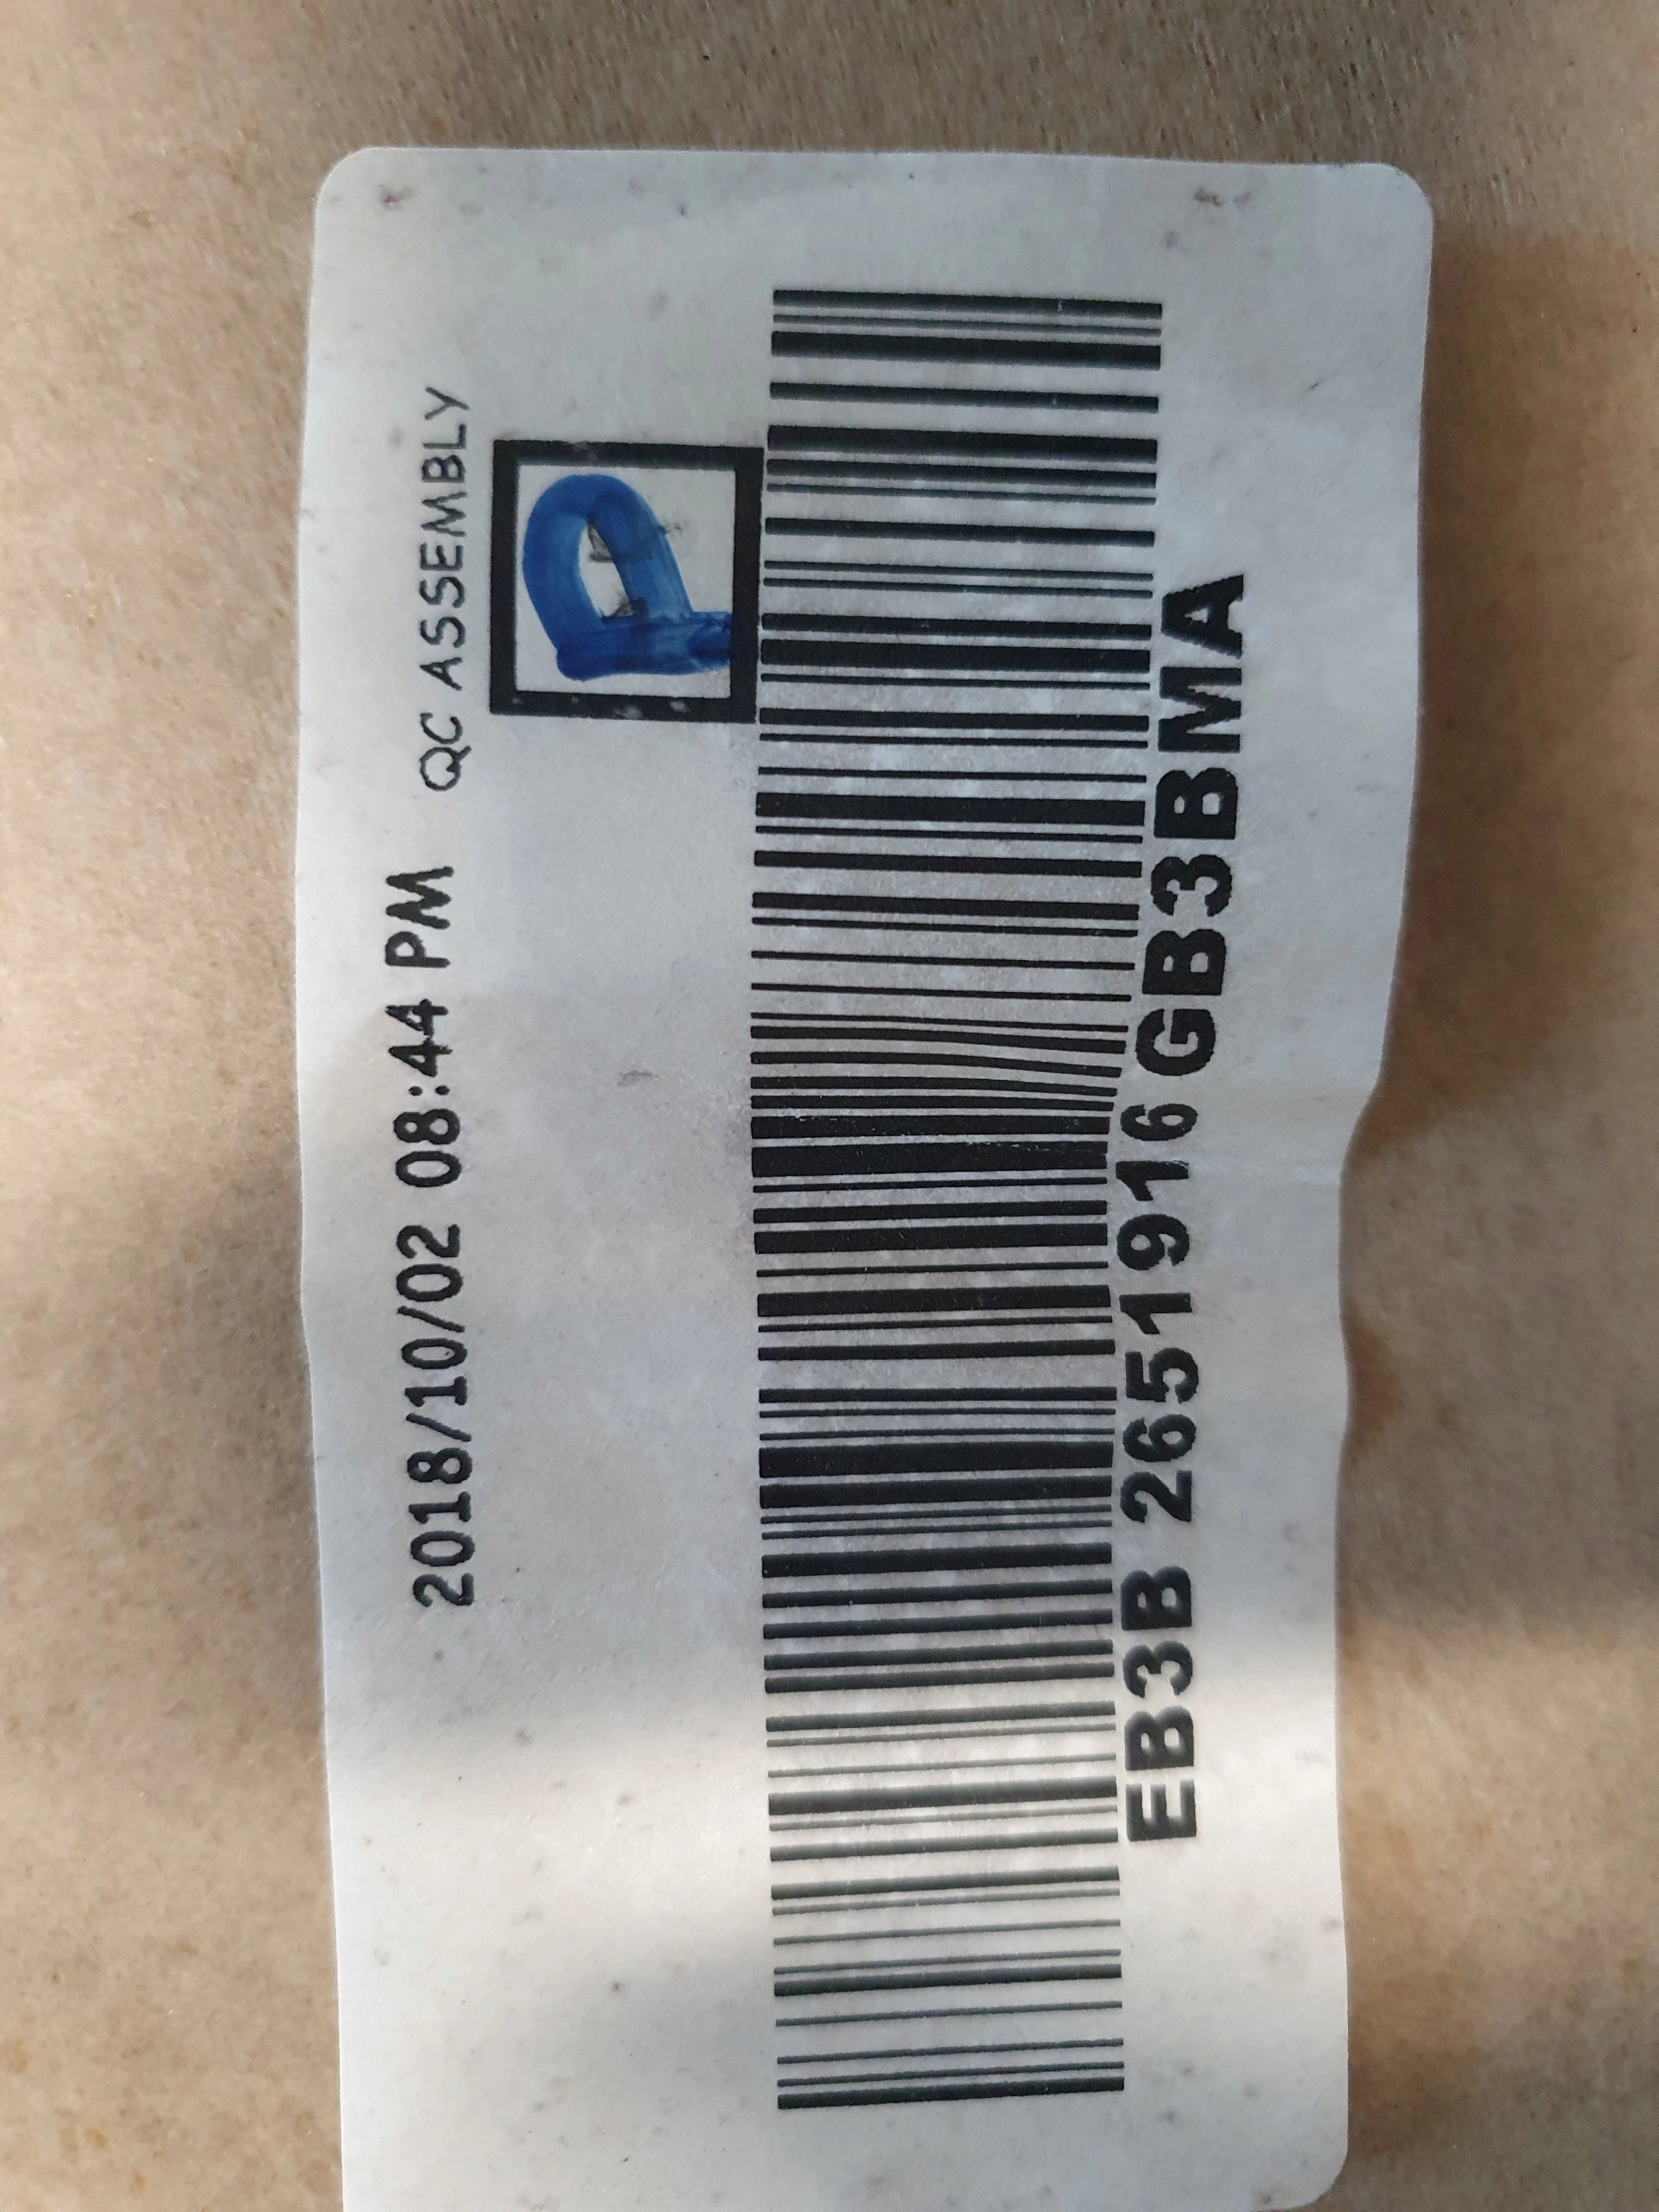 2018/10/02 08:44 PM QC ASSEMBLY
P
EB3B 2651916 GB3BMA